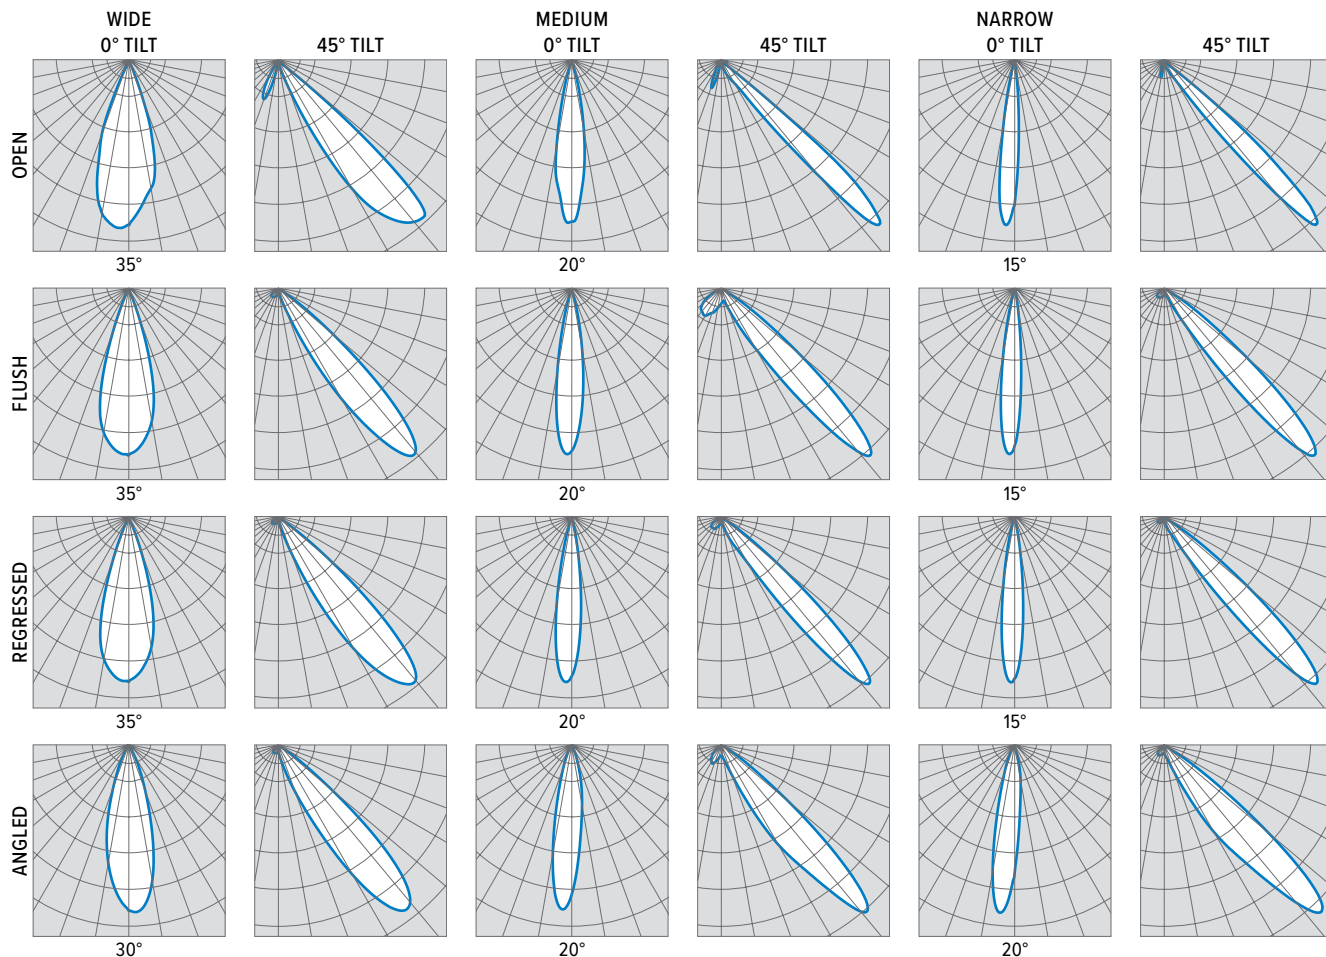 WIDE MEDIUM NARROW
0° TILT 45° TILT 0° TILT 45° TILT 0° TILT 45° TILT
OPEN
35° 20° 15°
FLUSH
35° 20° 15°
REGRESSED
35° 20° 15°
ANGLED
30° 20° 20°